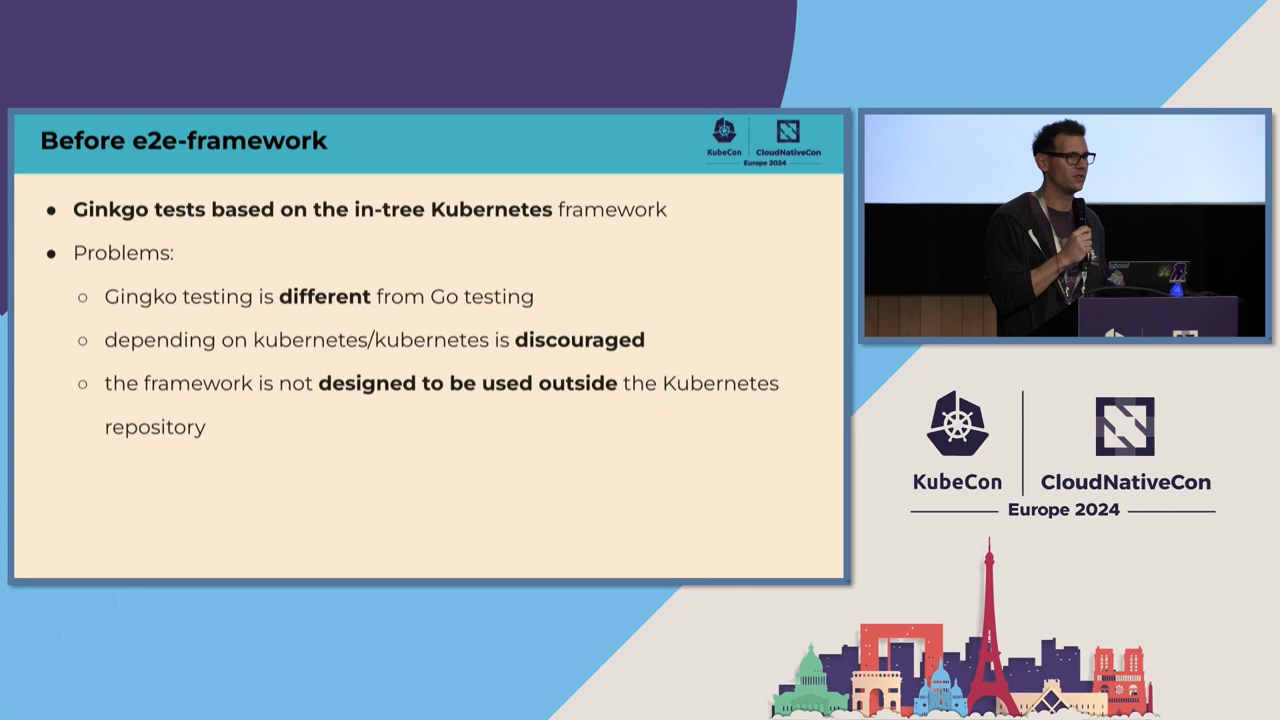 Before e2e-framework
KubeCon
CloudNativeCon
Europe 2024
● Ginkgo tests based on the in-tree Kubernetes framework
● Problems:
○ Gingko testing is different from Go testing
○ depending on kubernetes/kubernetes is discouraged
○ the framework is not designed to be used outside the Kubernetes
repository
KubeCon
CloudNativeCon
Europe 2024